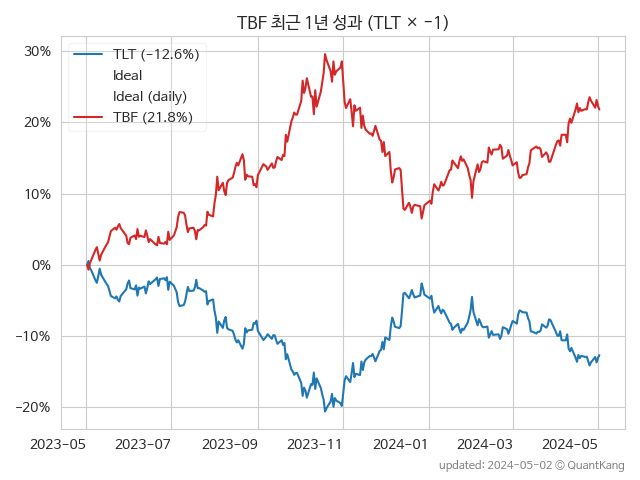 TBF 최근 1년 성과 (TLT × −1)
TLT (−12.6%)
Ideal
Ideal (daily)
TBF (21.8%)
30%
20%
10%
0%
−10%
−20%
2023-05
2023-07
2023-09
2023-11
2024-01
2024-03
2024-05
updated: 2024-05-02 © QuantKang